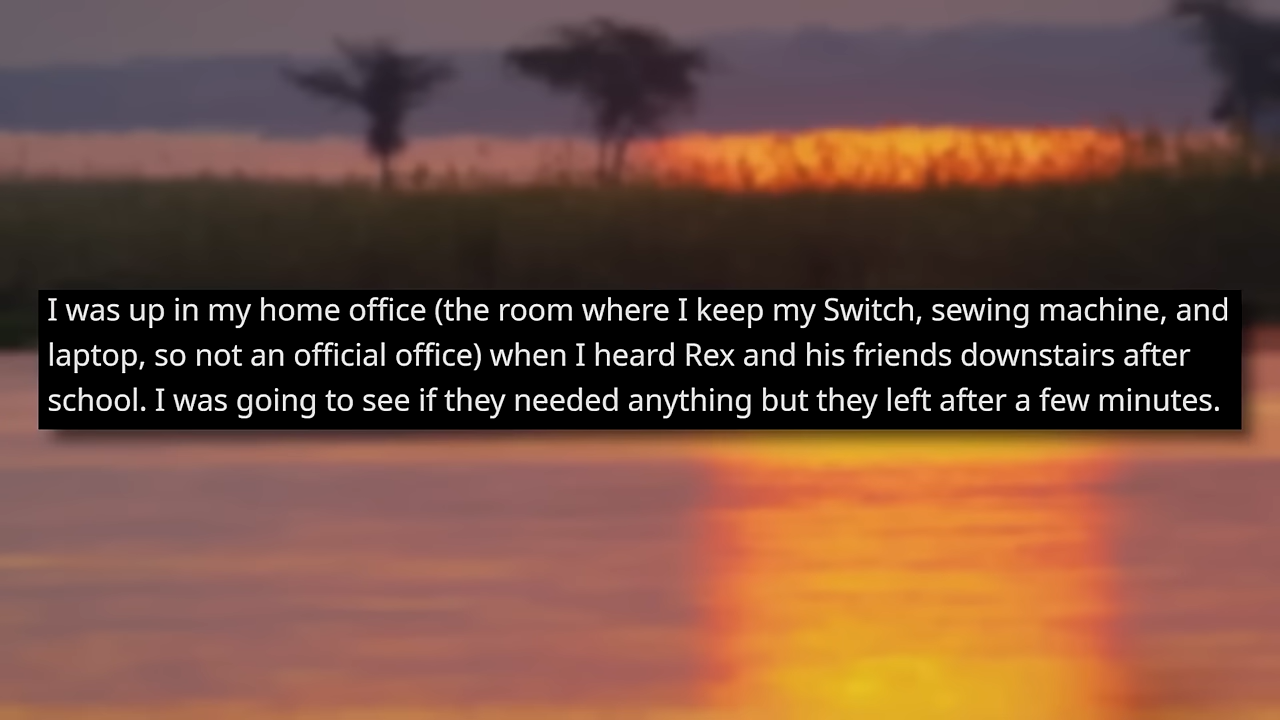 I was up in my home office (the room where I keep my Switch, sewing machine, and
laptop, so not an official office) when I heard Rex and his friends downstairs after
school. I was going to see if they needed anything but they left after a few minutes.